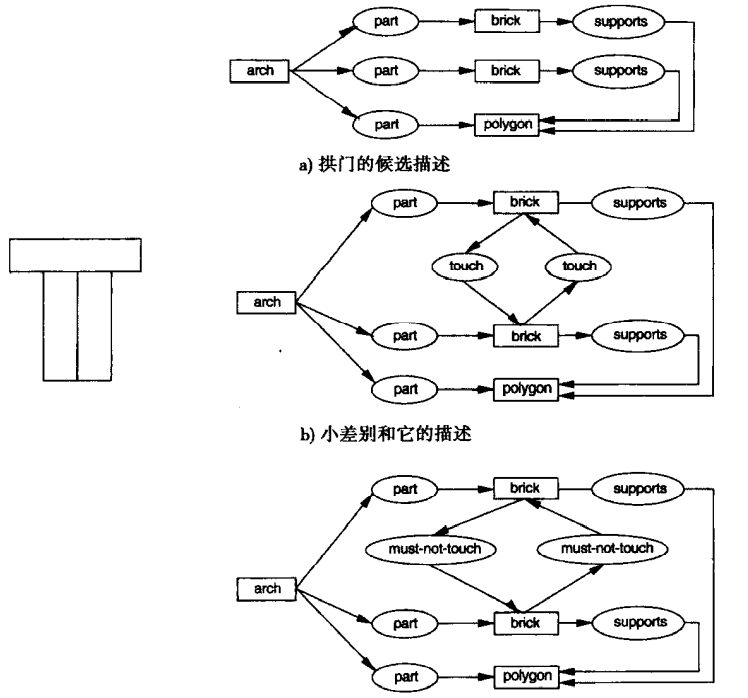 part brick supports
arch part brick supports
part polygon
a) 拱门的候选描述
part brick supports
touch touch
arch
part brick supports
part polygon
b) 小差别和它的描述
part brick supports
must-not-touch must-not-touch
arch
part brick supports
part polygon